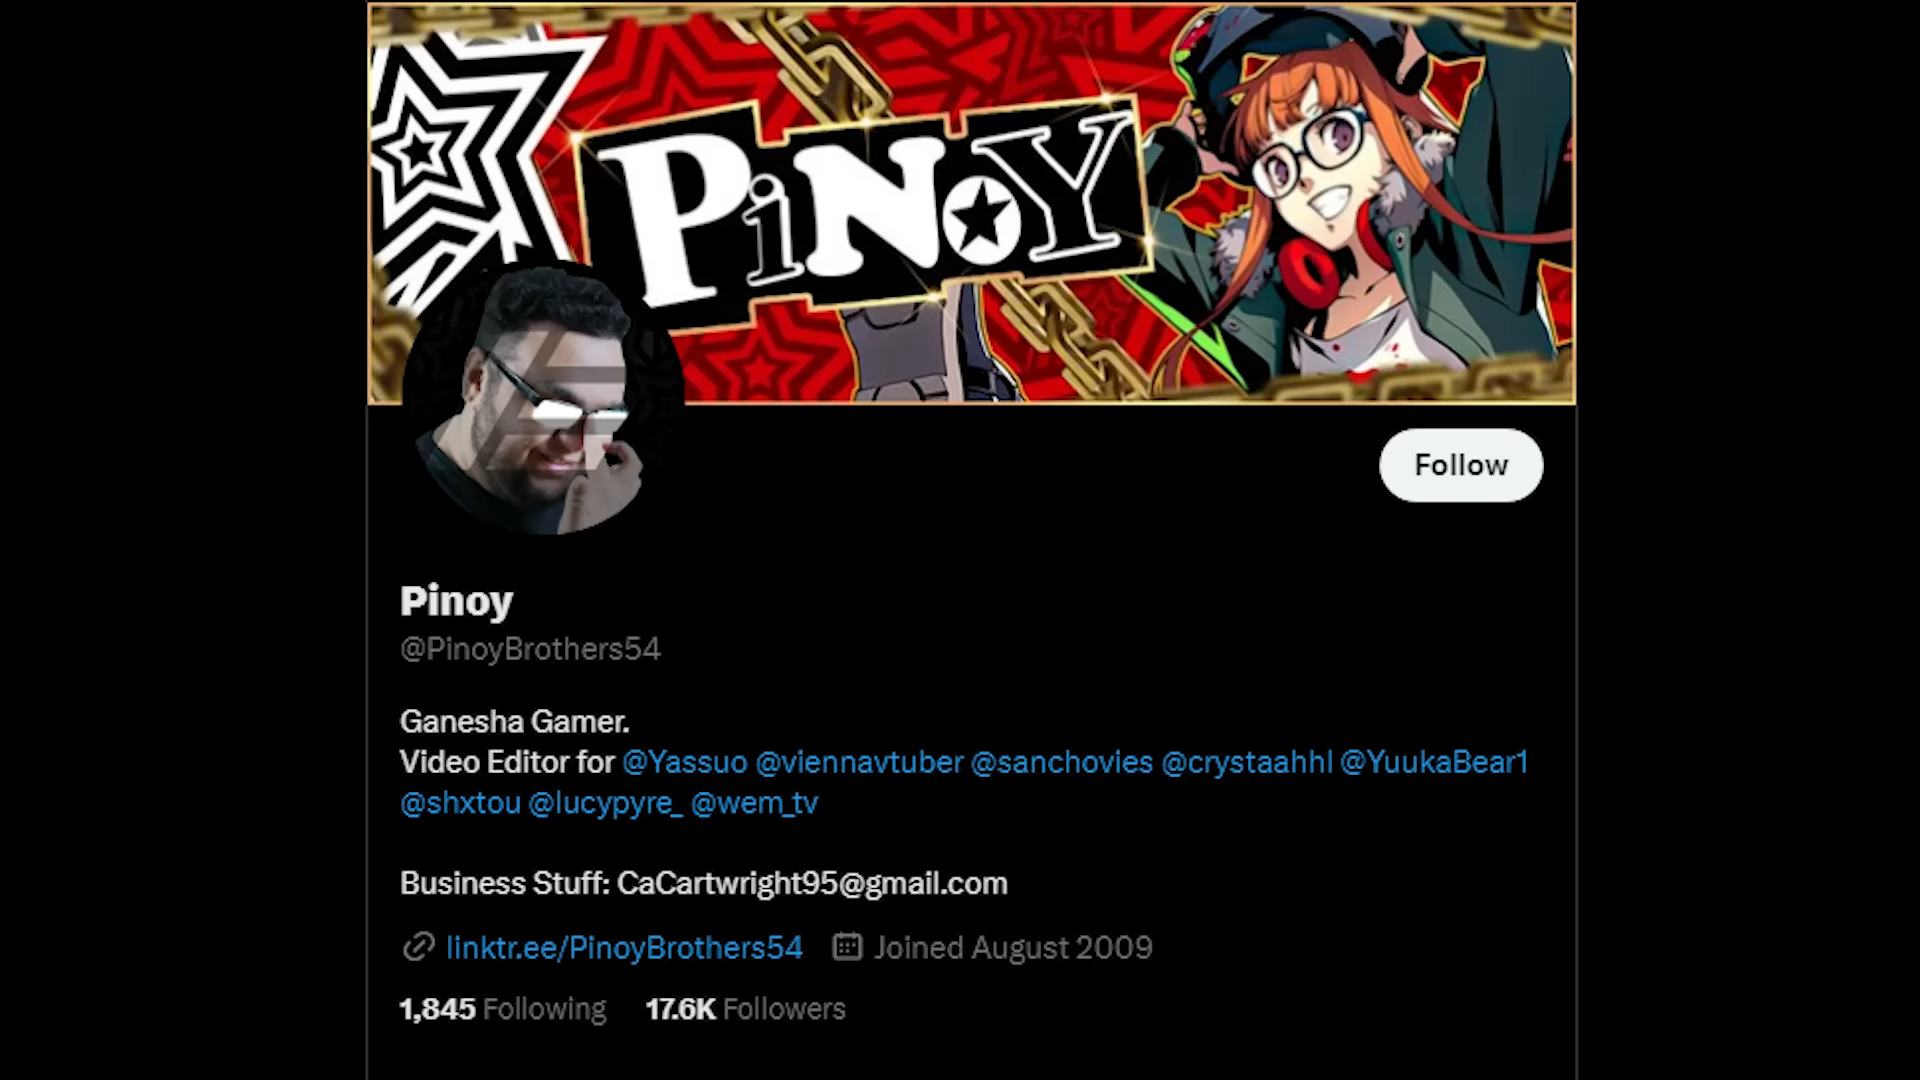 PiNoY
Follow
Pinoy
@PinoyBrothers54
Ganesha Gamer.
Video Editor for @Yassuo @viennavtuber @sanchovies @crystaahhl @YuukaBear1
@shxtou @lucypyre_ @wem_tv
Business Stuff: CaCartwright95@gmail.com
linktr.ee/PinoyBrothers54 Joined August 2009
1,845 Following 17.6K Followers